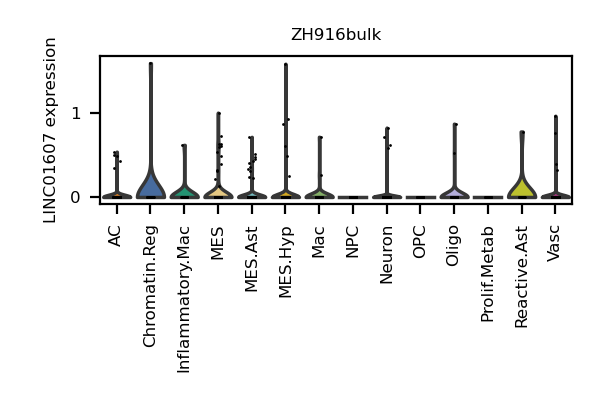 ZH916bulk
LINC01607 expression
1
0
AC
Chromatin.Reg
Inflammatory.Mac
MES
MES.Ast
MES.Hyp
Mac
NPC
Neuron
OPC
Oligo
Prolif.Metab
Reactive.Ast
Vasc